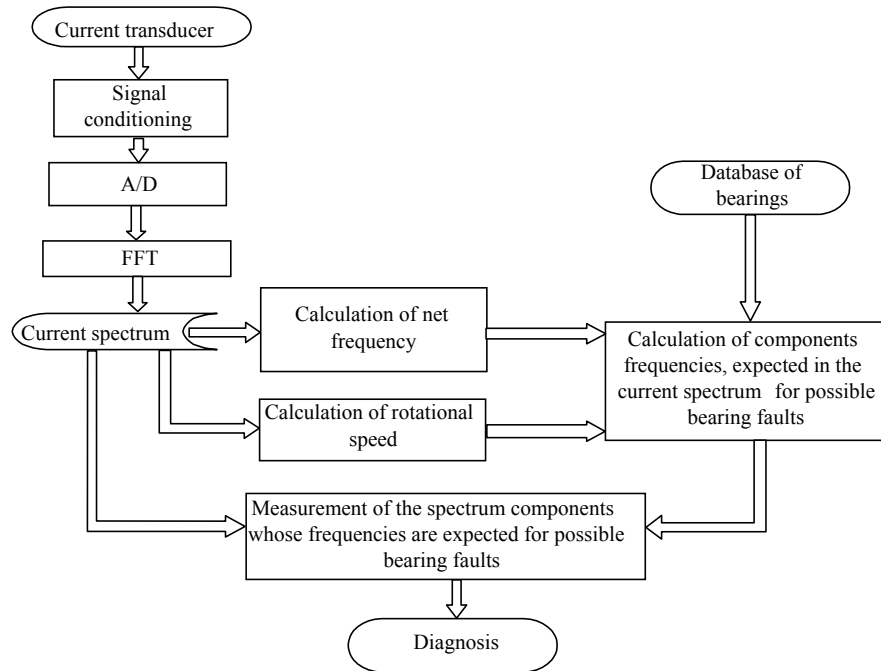 Current transducer
Signal
conditioning
A/D
FFT
Current spectrum
Calculation of net
frequency
Calculation of rotational
speed
Database of
bearings
Calculation of components
frequencies, expected in the
current spectrum for possible
bearing faults
Measurement of the spectrum components
whose frequencies are expected for possible
bearing faults
Diagnosis